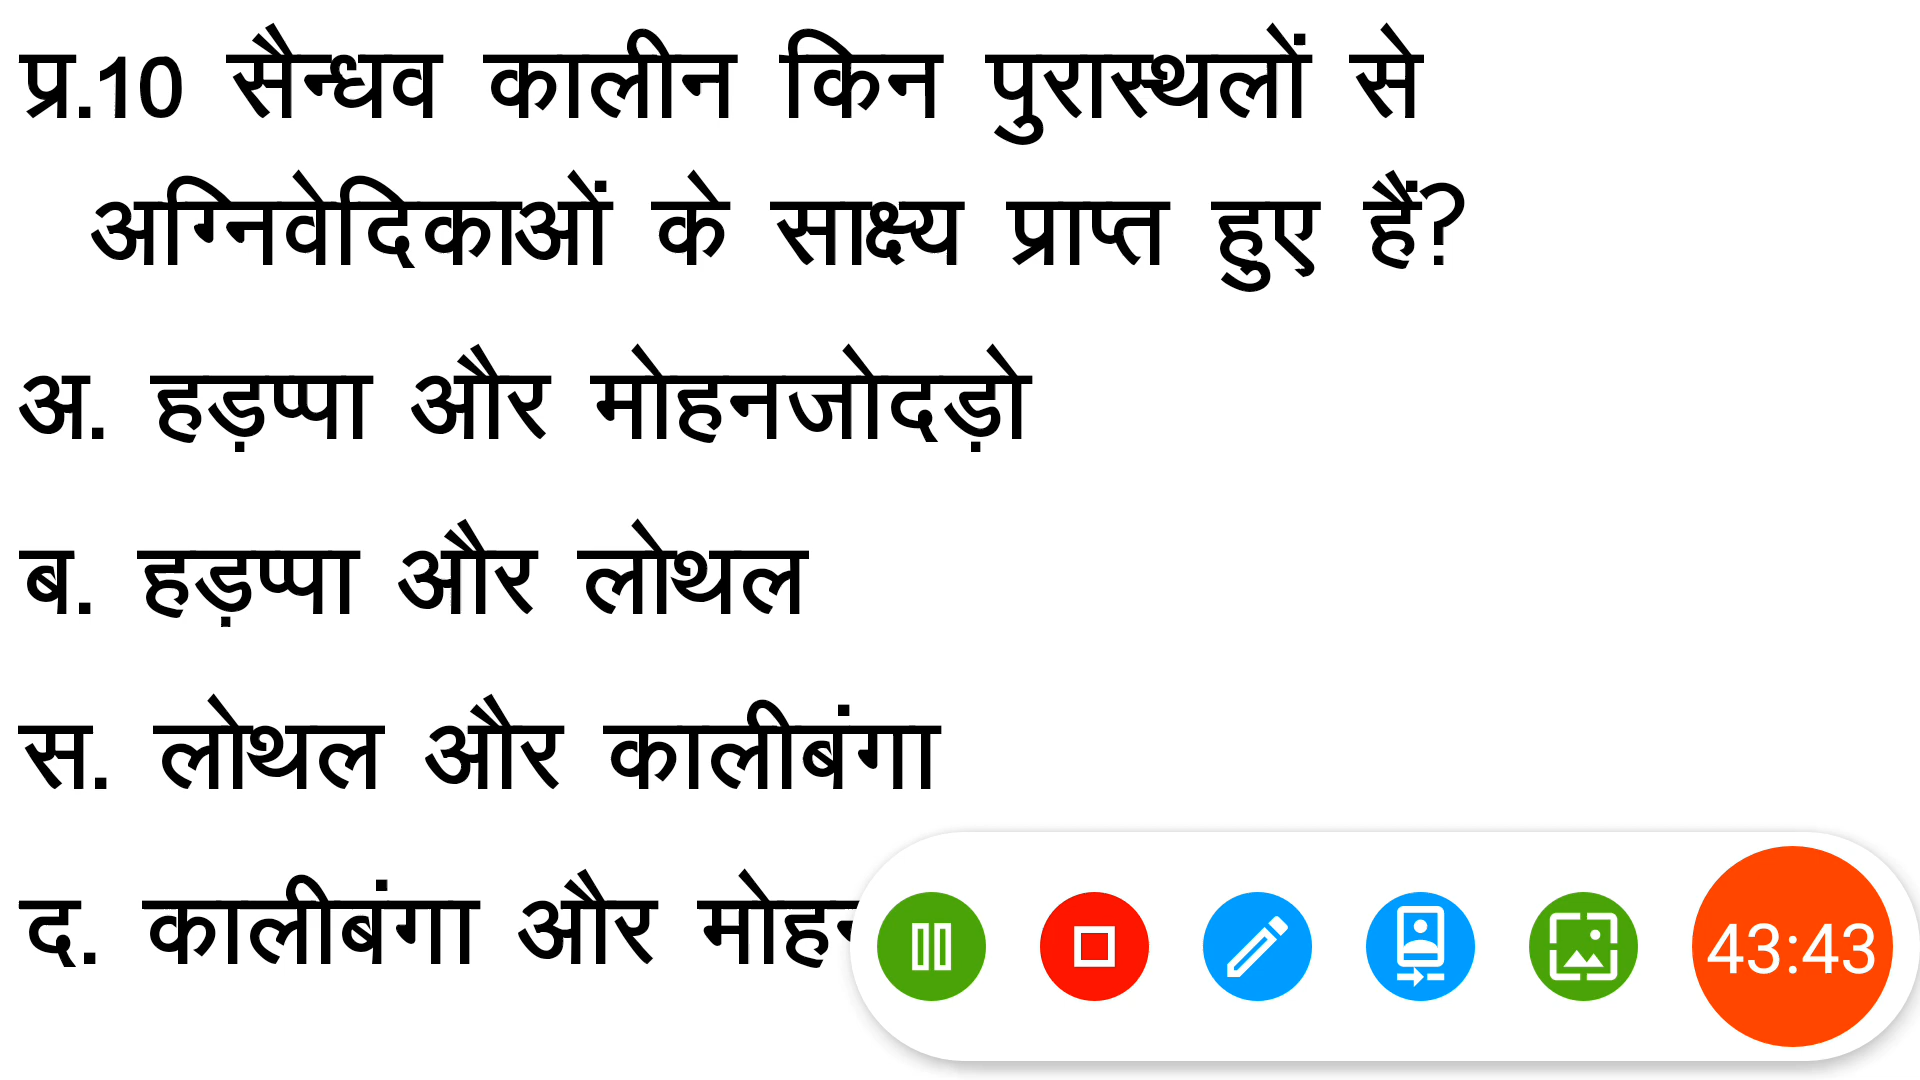 प्र.10 सैन्धव कालीन किन पुरास्थलों से
अग्निवेदिकाओं के साक्ष्य प्राप्त हुए हैं?
अ. हड़प्पा और मोहनजोदड़ो
ब. हड़प्पा और लोथल
स. लोथल और कालीबंगा
द. कालीबंगा और
43:43